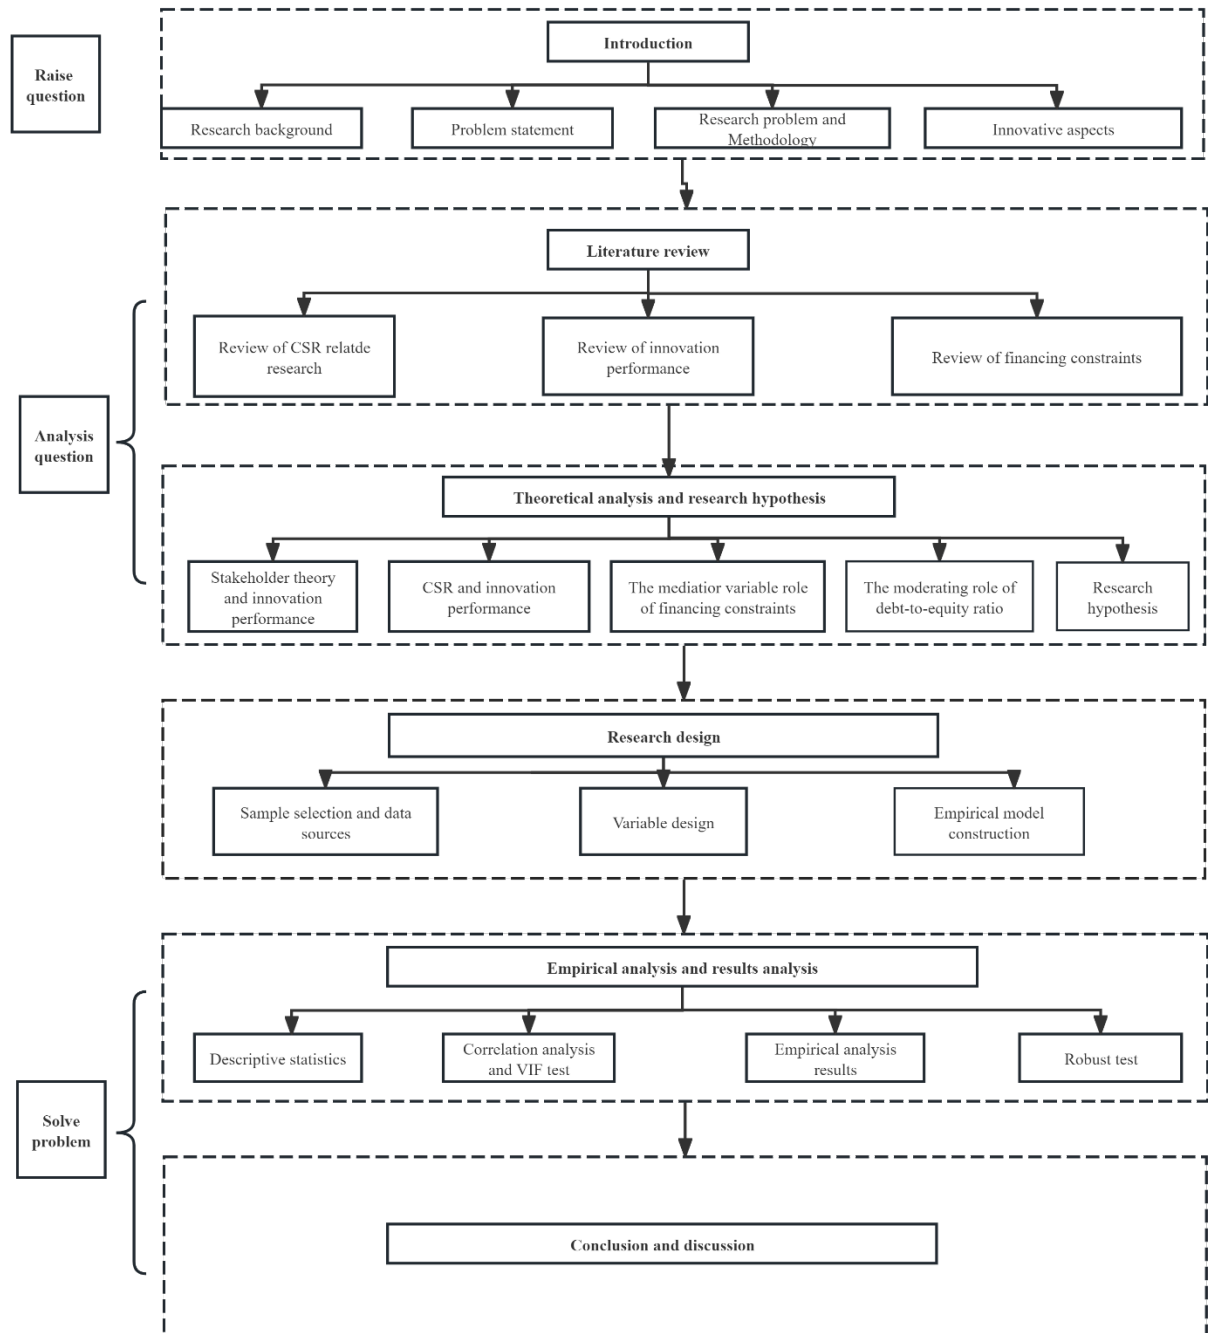 Raise
question
Introduction
Research background
Problem statement
Research problem and
Methodology
Innovative aspects
Literature review
Review of CSR relatde
research
Review of innovation
performance
Review of financing constraints
Analysis
question
Theoretical analysis and research hypothesis
Stakeholder theory
and innovation
performance
CSR and innovation
performance
The mediatior variable role
of financing constraints
The moderating role of
debt-to-equity ratio
Research
hypothesis
Research design
Sample selection and data
sources
Variable design
Empirical model
construction
Empirical analysis and results analysis
Descriptive statistics
Correlation analysis
and VIF test
Empirical analysis
results
Robust test
Solve
problem
Conclusion and discussion